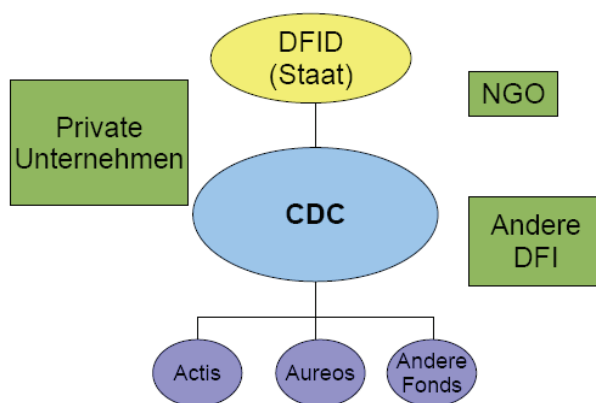 DFID
(Staat)
Private
Unternehmen
NGO
CDC
Andere
DFI
Actis
Aureos
Andere
Fonds